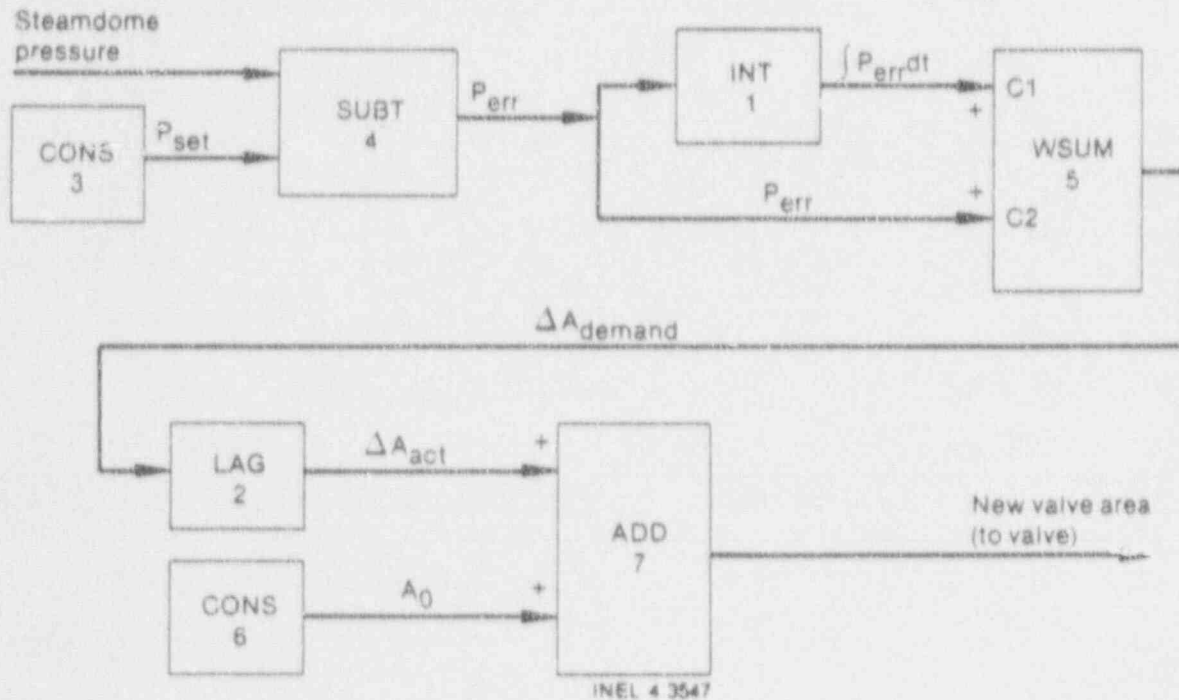 Steamdome
pressure
CONS
3
Pset
SUBT
4
Perr
INT
1
∫ Perrdt
+
C1
WSUM
5
+
C2
Perr
ΔAdemand
LAG
2
ΔAact
+
ADD
7
CONS
6
A0
+
New valve area
(to valve)
INEL 4 3547